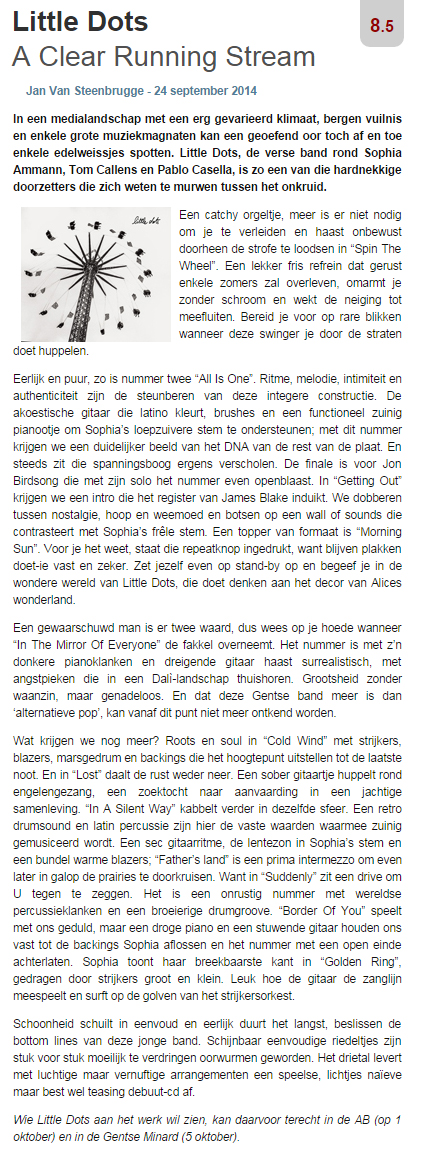 Little Dots
8.5
A Clear Running Stream
Jan Van Steenbrugge - 24 september 2014
In een medialandschap met een erg gevarieerd klimaat, bergen vuilnis
en enkele grote muziekmagnaten kan een geoefend oor toch af en toe
enkele edelweissjes spotten. Little Dots, de verse band rond Sophia
Ammann, Tom Callens en Pablo Casella, is zo een van die hardnekkige
doorzetters die zich weten te murwen tussen het onkruid.
little dots
Een catchy orgeltje, meer is er niet nodig
om je te verleiden en haast onbewust
doorheen de strofe te loodsen in “Spin The
Wheel”. Een lekker fris refrein dat gerust
enkele zomers zal overleven, omarmt je
zonder schroom en wekt de neiging tot
meefluiten. Bereid je voor op rare blikken
wanneer deze swinger je door de straten
doet huppelen.
Eerlijk en puur, zo is nummer twee “All Is One”. Ritme, melodie, intimiteit en
authenticiteit zijn de steunberen van deze integere constructie. De
akoestische gitaar die latino kleurt, brushes en een functioneel zuinig
pianootje om Sophia’s loepzuivere stem te ondersteunen; met dit nummer
krijgen we een duidelijker beeld van het DNA van de rest van de plaat. En
steeds zit die spanningsboog ergens verscholen. De finale is voor Jon
Birdsong die met zijn solo het nummer even openblaast. In “Getting Out”
krijgen we een intro die het register van James Blake induikt. We dobberen
tussen nostalgie, hoop en weemoed en botsen op een wall of sounds die
contrasteert met Sophia’s frêle stem. Een topper van formaat is “Morning
Sun”. Voor je het weet, staat die repeatknop ingedrukt, want blijven plakken
doet-ie vast en zeker. Zet jezelf even op stand-by op en begeef je in de
wondere wereld van Little Dots, die doet denken aan het decor van Alices
wonderland.
Een gewaarschuwd man is er twee waard, dus wees op je hoede wanneer
“In The Mirror Of Everyone” de fakkel overneemt. Het nummer is met z’n
donkere pianoklanken en dreigende gitaar haast surrealistisch, met
angstpieken die in een Dalì-landschap thuishoren. Grootsheid zonder
waanzin, maar genadeloos. En dat deze Gentse band meer is dan
‘alternatieve pop’, kan vanaf dit punt niet meer ontkend worden.
Wat krijgen we nog meer? Roots en soul in “Cold Wind” met strijkers,
blazers, marsgedrum en backings die het hoogtepunt uitstellen tot de laatste
noot. En in “Lost” daalt de rust weder neer. Een sober gitaartje huppelt rond
engelengezang, een zoektocht naar aanvaarding in een jachtige
samenleving. “In A Silent Way” kabbelt verder in dezelfde sfeer. Een retro
drumsound en latin percussie zijn hier de vaste waarden waarmee zuinig
gemusiceerd wordt. Een sec gitaarritme, de lentezon in Sophia’s stem en
een bundel warme blazers; “Father’s land” is een prima intermezzo om even
later in galop de prairies te doorkruisen. Want in “Suddenly” zit een drive om
U tegen te zeggen. Het is een onrustig nummer met wereldse
percussieklanken en een broeierige drumgroove. “Border Of You” speelt
met ons geduld, maar een droge piano en een stuwende gitaar houden ons
vast tot de backings Sophia aflossen en het nummer met een open einde
achterlaten. Sophia toont haar breekbaarste kant in “Golden Ring”,
gedragen door strijkers groot en klein. Leuk hoe de gitaar de zanglijn
meespeelt en surft op de golven van het strijkersorkest.
Schoonheid schuilt in eenvoud en eerlijk duurt het langst, beslissen de
bottom lines van deze jonge band. Schijnbaar eenvoudige riedeltjes zijn
stuk voor stuk moeilijk te verdringen oorwurmen geworden. Het drietal levert
met luchtige maar vernuftige arrangementen een speelse, lichtjes naïeve
maar best wel teasing debuut-cd af.
Wie Little Dots aan het werk wil zien, kan daarvoor terecht in de AB (op 1
oktober) en in de Gentse Minard (5 oktober).